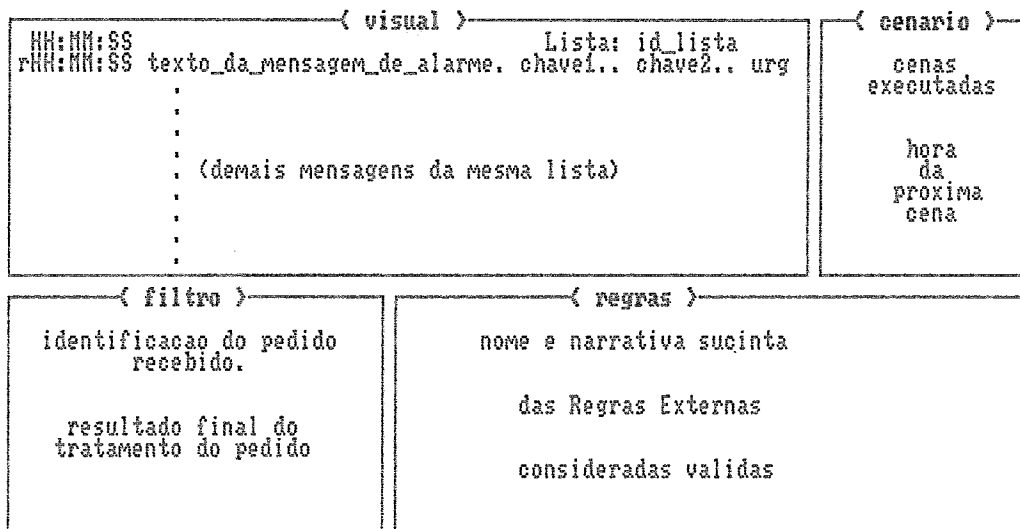 { visual }
HH:MM:SS Lista: id_lista
rHH:MM:SS texto_da_mensagem_de_alarme. chave1.. chave2.. urg
.
.
.
. (demais mensagens da mesma lista)
.
.
.
.
{ cenario }
cenas
executadas
hora
da
proxima
cena
{ filtro }
identificacao do pedido
recebido.
resultado final do
tratamento do pedido
{ regras }
nome e narrativa sucinta
das Regras Externas
consideradas validas